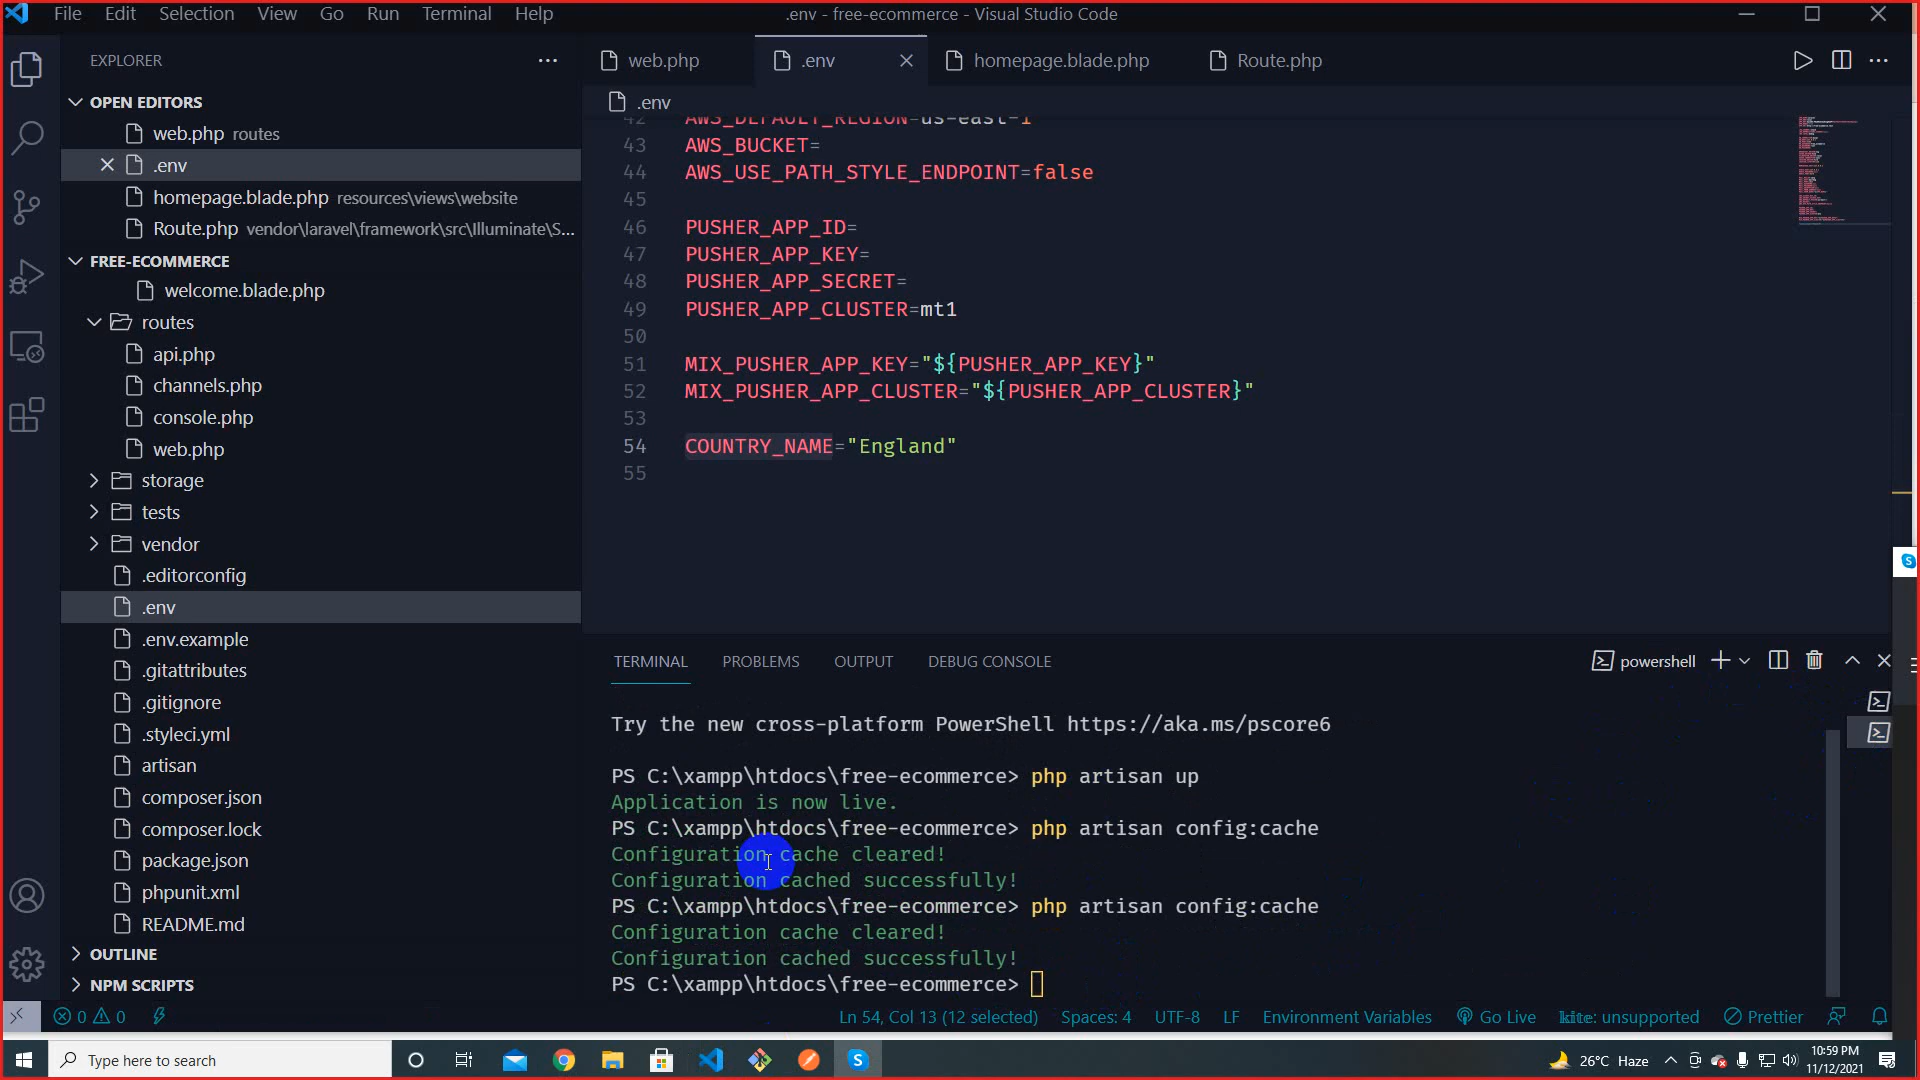 File Edit Selection View Go Run Terminal Help .env - free-ecommerce - Visual Studio Code
EXPLORER
OPEN EDITORS
web.php routes
.env
homepage.blade.php resources\views\website
Route.php vendor\laravel\framework\src\Illuminate\S...
FREE-ECOMMERCE
welcome.blade.php
routes
api.php
channels.php
console.php
web.php
storage
tests
vendor
.editorconfig
.env
.env.example
.gitattributes
.gitignore
.styleci.yml
artisan
composer.json
composer.lock
package.json
phpunit.xml
README.md
OUTLINE
NPM SCRIPTS
web.php .env homepage.blade.php Route.php
.env
42 AWS_DEFAULT_REGION=us-east-1
43 AWS_BUCKET=
44 AWS_USE_PATH_STYLE_ENDPOINT=false
45
46 PUSHER_APP_ID=
47 PUSHER_APP_KEY=
48 PUSHER_APP_SECRET=
49 PUSHER_APP_CLUSTER=mt1
50
51 MIX_PUSHER_APP_KEY="${PUSHER_APP_KEY}"
52 MIX_PUSHER_APP_CLUSTER="${PUSHER_APP_CLUSTER}"
53
54 COUNTRY_NAME="England"
55
TERMINAL PROBLEMS OUTPUT DEBUG CONSOLE powershell
Try the new cross-platform PowerShell https://aka.ms/pscore6
PS C:\xampp\htdocs\free-ecommerce> php artisan up
Application is now live.
PS C:\xampp\htdocs\free-ecommerce> php artisan config:cache
Configuration cache cleared!
Configuration cached successfully!
PS C:\xampp\htdocs\free-ecommerce> php artisan config:cache
Configuration cache cleared!
Configuration cached successfully!
PS C:\xampp\htdocs\free-ecommerce>
0 0 Ln 54, Col 13 (12 selected) Spaces: 4 UTF-8 LF Environment Variables Go Live kite: unsupported Prettier
Type here to search 26°C Haze 10:59 PM
11/12/2021